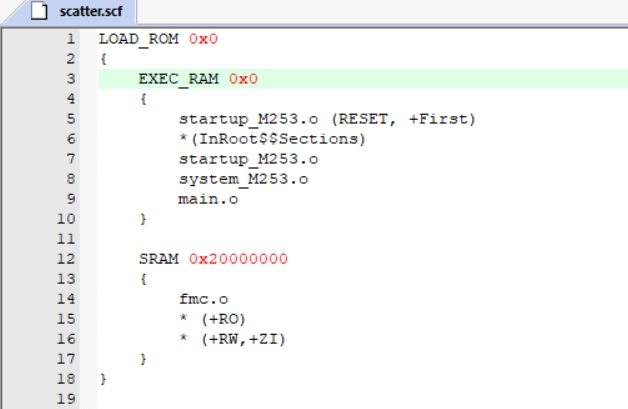 scatter.scf
1 LOAD_ROM 0x0
2 {
3     EXEC_RAM 0x0
4     {
5         startup_M253.o (RESET, +First)
6         *(InRoot$$Sections)
7         startup_M253.o
8         system_M253.o
9         main.o
10     }
11
12     SRAM 0x20000000
13     {
14         fmc.o
15         * (+RO)
16         * (+RW,+ZI)
17     }
18 }
19